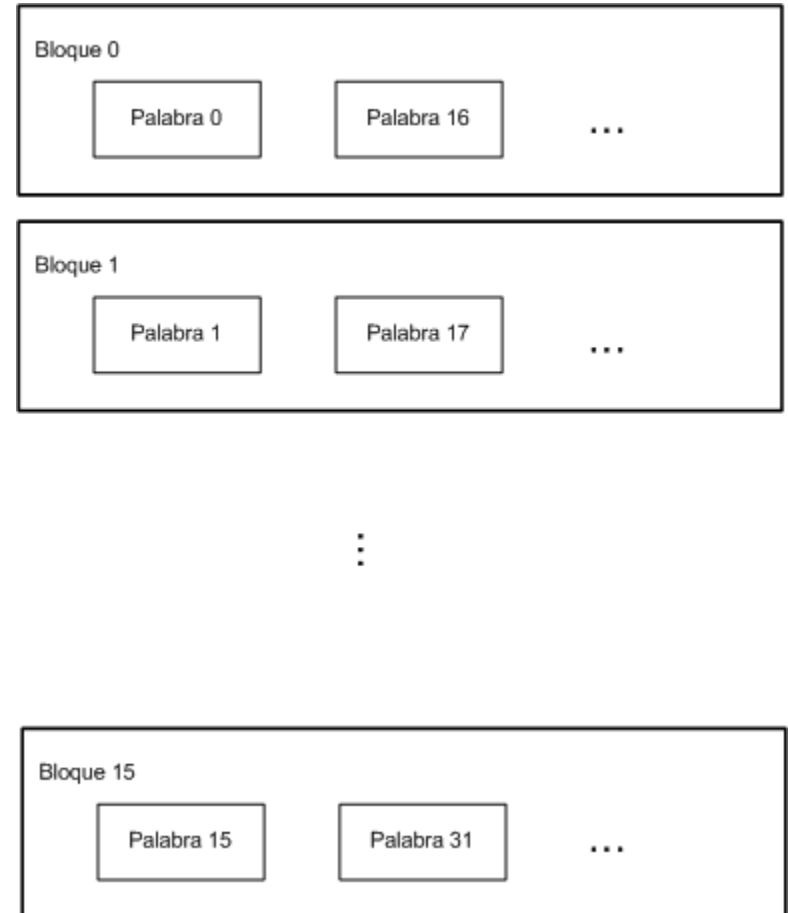 Bloque 0
Palabra 0
Palabra 16
...
Bloque 1
Palabra 1
Palabra 17
...
⋮
Bloque 15
Palabra 15
Palabra 31
...